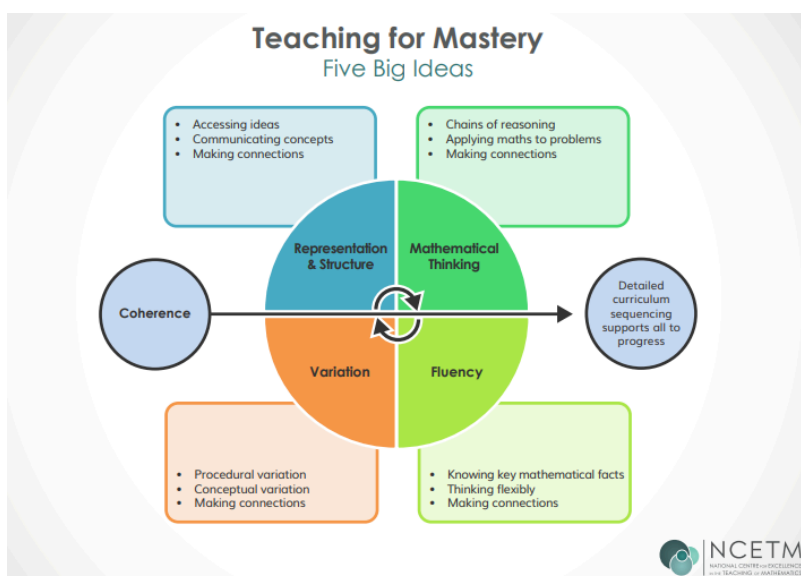 Teaching for Mastery
Five Big Ideas
• Accessing ideas
• Communicating concepts
• Making connections
• Chains of reasoning
• Applying maths to problems
• Making connections
Representation
& Structure
Mathematical
Thinking
Coherence
Detailed
curriculum
sequencing
supports all to
progress
Variation
Fluency
• Procedural variation
• Conceptual variation
• Making connections
• Knowing key mathematical facts
• Thinking flexibly
• Making connections
NCETM
NATIONAL CENTRE for EXCELLENCE
in the TEACHING OF MATHEMATICS